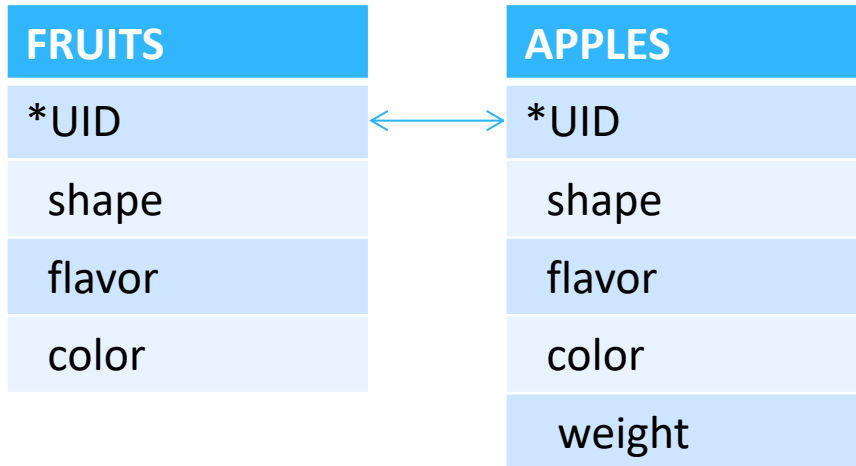 FRUITS
*UID
shape
flavor
color
APPLES
*UID
shape
flavor
color
weight